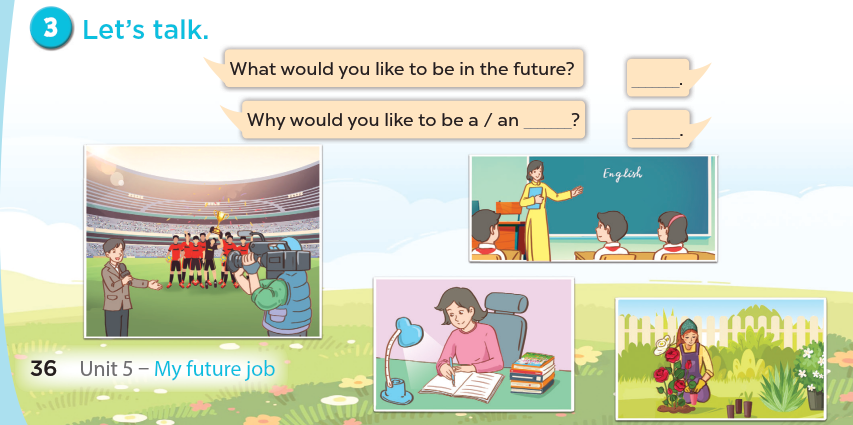 3 Let's talk.
What would you like to be in the future?
_____.
Why would you like to be a / an _____?
_____.
English
36 Unit 5 – My future job